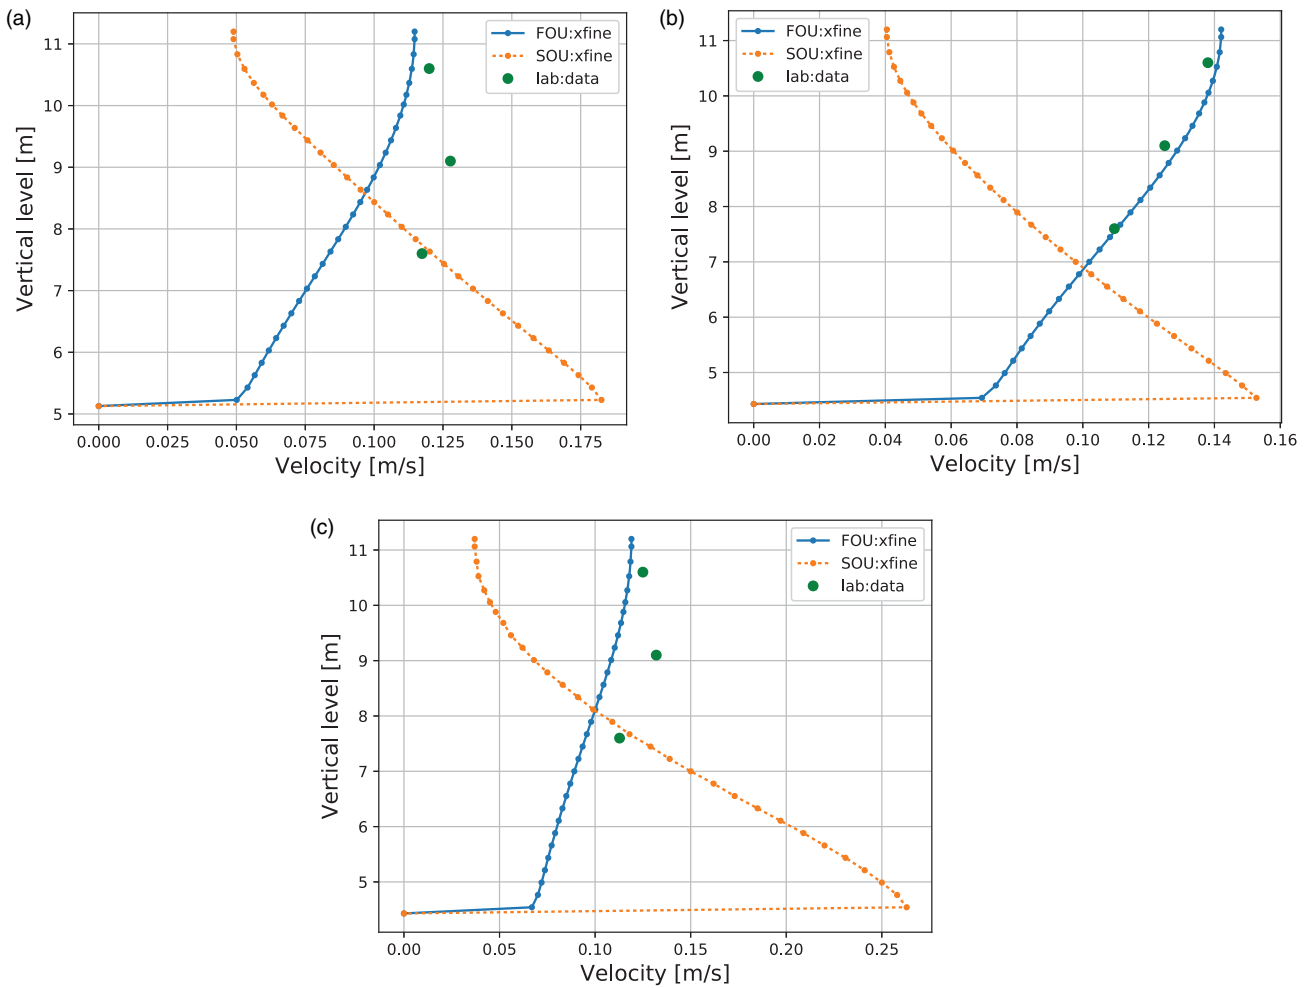 (a)
FOU:xfine
SOU:xfine
lab:data
11
10
9
8
7
6
5
Vertical level [m]
0.000
0.025
0.050
0.075
0.100
0.125
0.150
0.175
Velocity [m/s]
(b)
FOU:xfine
SOU:xfine
lab:data
11
10
9
8
7
6
5
Vertical level [m]
0.00
0.02
0.04
0.06
0.08
0.10
0.12
0.14
0.16
Velocity [m/s]
(c)
FOU:xfine
SOU:xfine
lab:data
11
10
9
8
7
6
5
Vertical level [m]
0.00
0.05
0.10
0.15
0.20
0.25
Velocity [m/s]